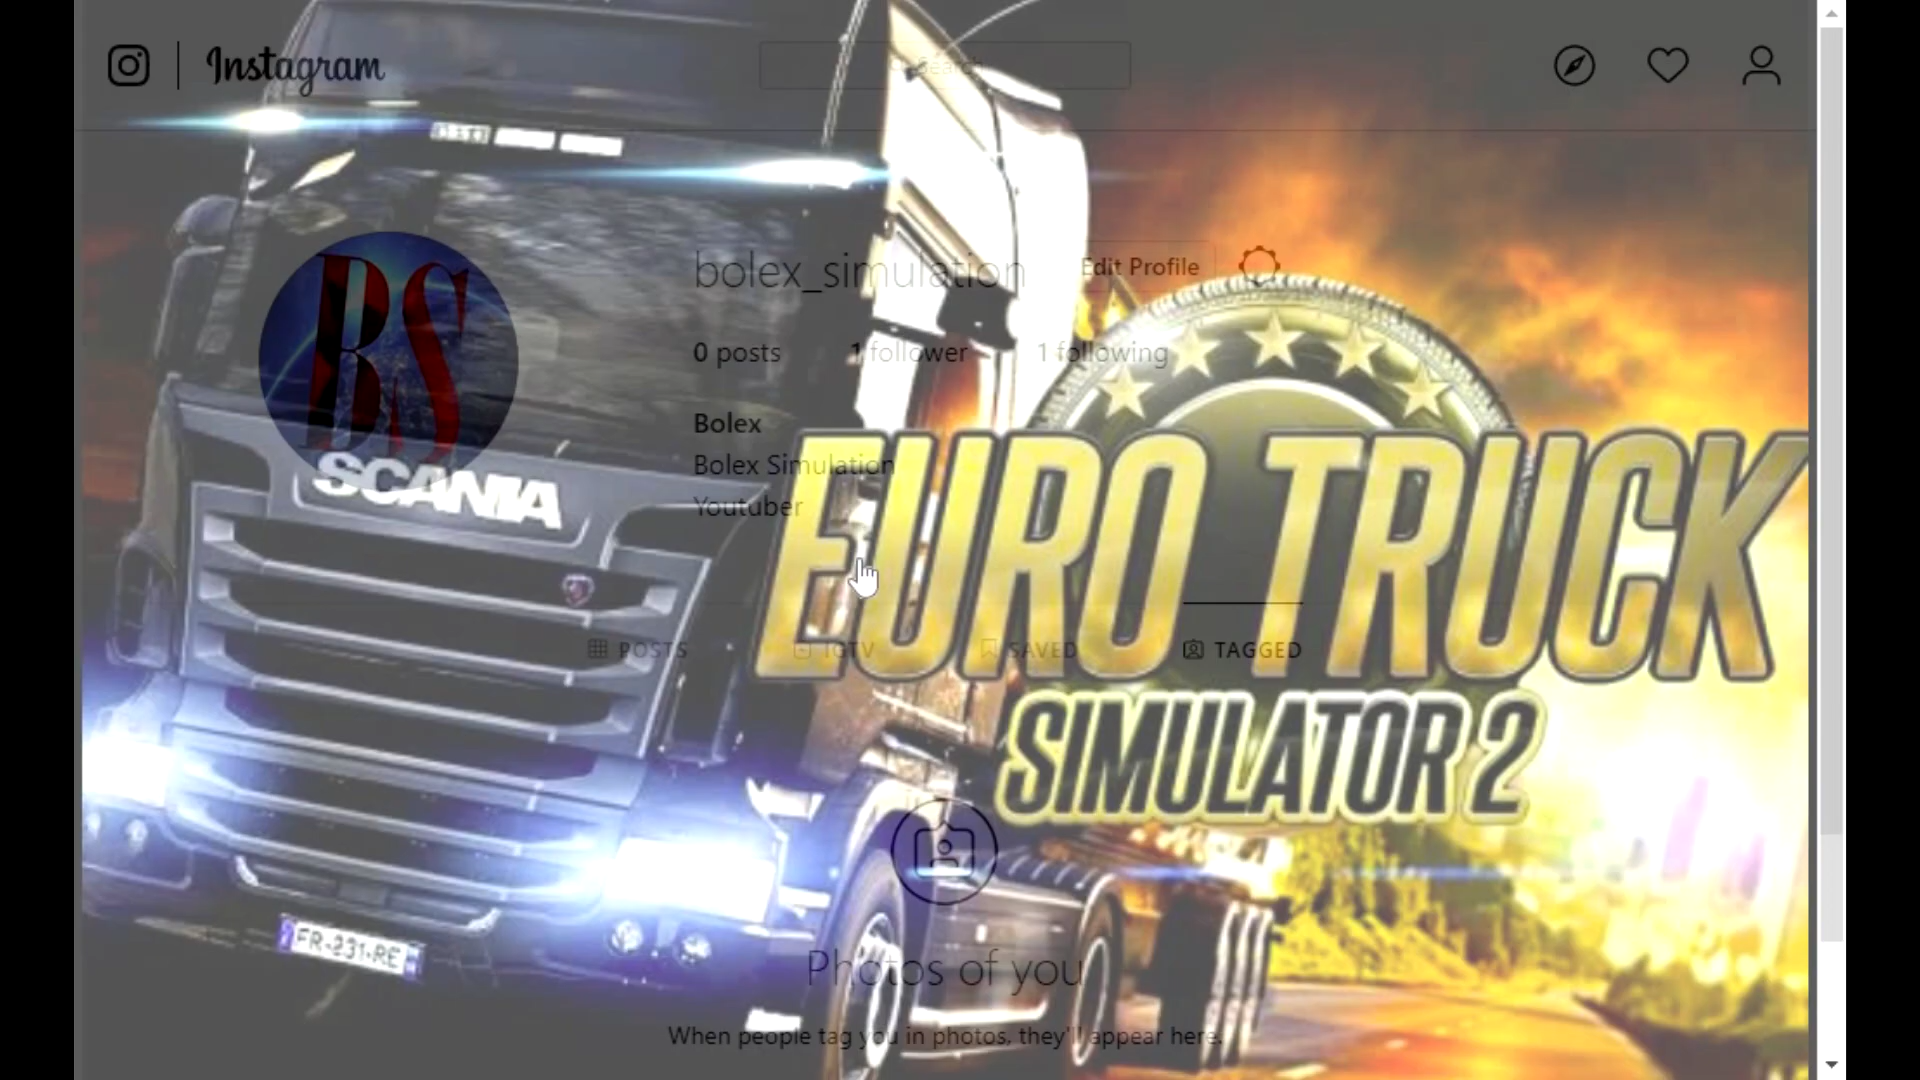 Instagram
Search
bolex_simulation Edit Profile
0 posts 1 follower 1 following
Bolex
Bolex Simulation
Youtuber
BS
SCANIA
EURO TRUCK
SIMULATOR 2
POSTS IGTV SAVED TAGGED
FR-231-RE
Photos of you
When people tag you in photos, they'll appear here.